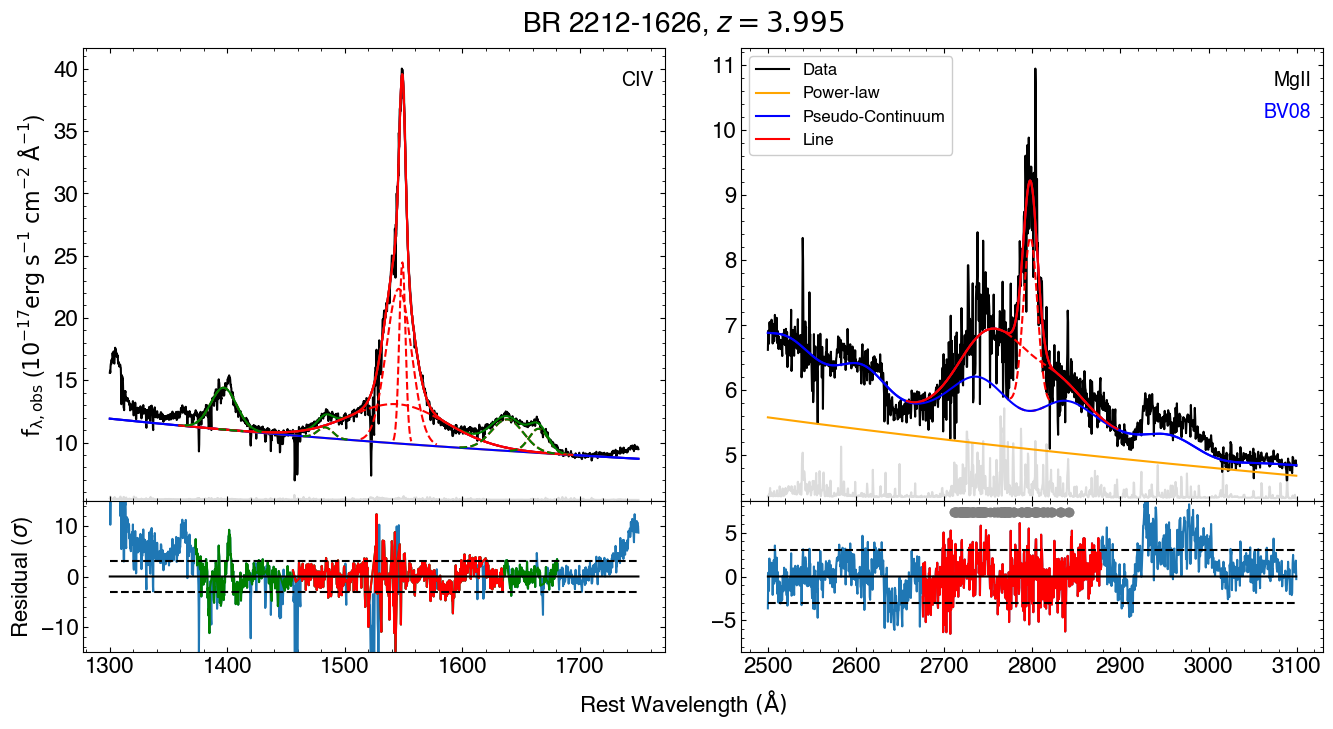 BR 2212-1626, z = 3.995
CIV
40
35
30
25
20
15
10
f_λ,obs (10⁻¹⁷erg s⁻¹ cm⁻² Å⁻¹)
Data
Power-law
Pseudo-Continuum
Line
MgII
BV08
11
10
9
8
7
6
5
Residual (σ)
10
0
−10
5
0
−5
1300 1400 1500 1600 1700
2500 2600 2700 2800 2900 3000 3100
Rest Wavelength (Å)